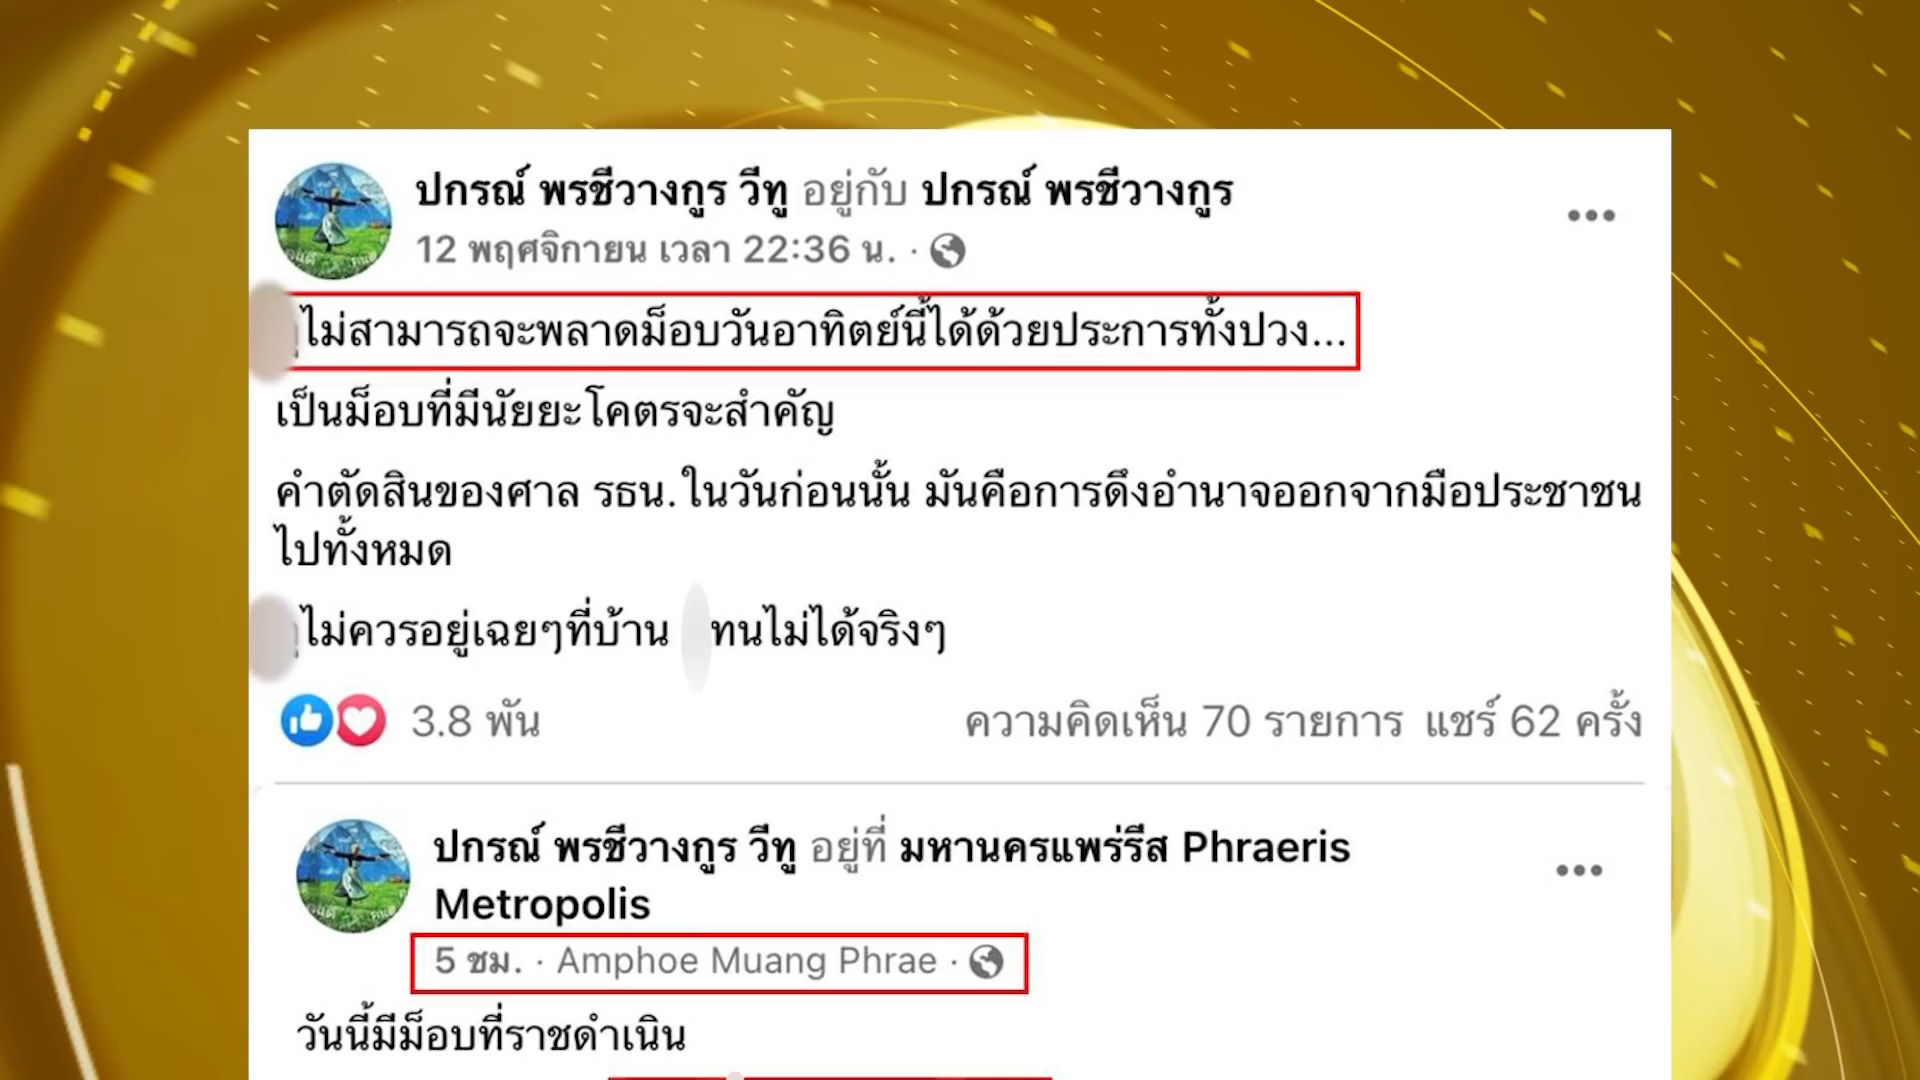 ปกรณ์ พรชีวางกูร วีทู อยู่กับ ปกรณ์ พรชีวางกูร
12 พฤศจิกายน เวลา 22:36 น. ·
ไม่สามารถจะพลาดม็อบวันอาทิตย์นี้ได้ด้วยประการทั้งปวง...
เป็นม็อบที่มีนัยยะโคตรจะสำคัญ
คำตัดสินของศาล รธน. ในวันก่อนนั้น มันคือการดึงอำนาจออกจากมือประชาชน
ไปทั้งหมด
ไม่ควรอยู่เฉยๆที่บ้าน ทนไม่ได้จริงๆ
3.8 พัน ความคิดเห็น 70 รายการ แชร์ 62 ครั้ง
ปกรณ์ พรชีวางกูร วีทู อยู่ที่ มหานครแพร่รีส Phraeris
Metropolis
5 ชม. · Amphoe Muang Phrae ·
วันนี้มีม็อบที่ราชดำเนิน